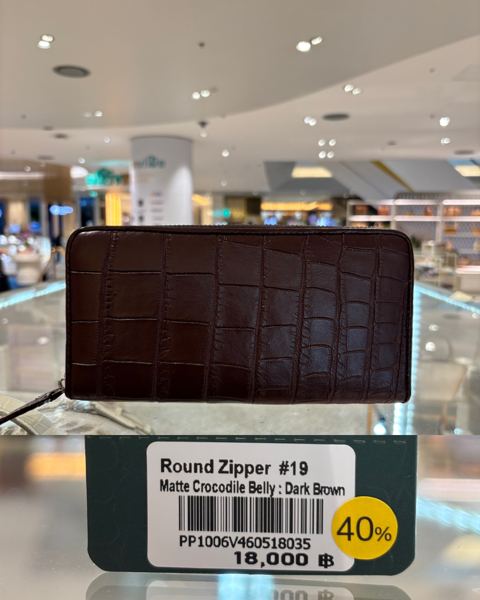 Round Zipper #19
Matte Crocodile Belly : Dark Brown
PP1006V460518035
18,000 ฿
40%